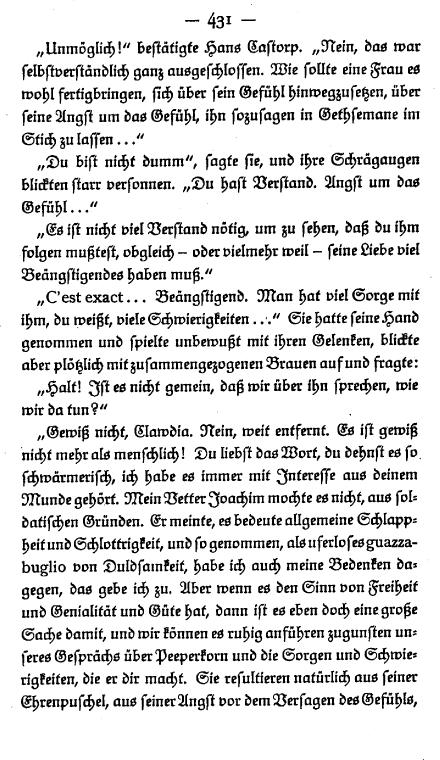 — 431 —
„Unmöglich!“ bestätigte Hans Castorp. „Nein, das war
selbstverständlich ganz ausgeschlossen. Wie sollte eine Frau es
wohl fertigbringen, sich über sein Gefühl hinwegzusetzen, über
seine Angst um das Gefühl, ihn sozusagen in Gethsemane im
Stich zu lassen ...“
„Du bist nicht dumm“, sagte sie, und ihre Schrägaugen
blickten starr versonnen. „Du hast Verstand. Angst um das
Gefühl ...“
„Es ist nicht viel Verstand nötig, um zu sehen, daß du ihm
folgen mußtest, obgleich – oder vielmehr weil – seine Liebe viel
Beängstigendes haben muß.“
„C'est exact ... Beängstigend. Man hat viel Sorge mit
ihm, du weißt, viele Schwierigkeiten ...“ Sie hatte seine Hand
genommen und spielte unbewußt mit ihren Gelenken, blickte
aber plötzlich mit zusammengezogenen Brauen auf und fragte:
„Halt! Ist es nicht gemein, daß wir über ihn sprechen, wie
wir da tun?“
„Gewiß nicht, Clawdia. Nein, weit entfernt. Es ist gewiß
nicht mehr als menschlich! Du liebst das Wort, du dehnst es so
schwärmerisch, ich habe es immer mit Interesse aus deinem
Munde gehört. Mein Vetter Joachim mochte es nicht, aus sol-
datischen Gründen. Er meinte, es bedeute allgemeine Schlapp-
heit und Schlottrigkeit, und so genommen, als uferloses guazza-
buglio von Duldsamkeit, habe ich auch meine Bedenken da-
gegen, das gebe ich zu. Aber wenn es den Sinn von Freiheit
und Genialität und Güte hat, dann ist es eben doch eine große
Sache damit, und wir können es ruhig anführen zugunsten un-
seres Gesprächs über Peeperkorn und die Sorgen und Schwie-
rigkeiten, die er dir macht. Sie resultieren natürlich aus seiner
Ehrenpuschel, aus seiner Angst vor dem Versagen des Gefühls,